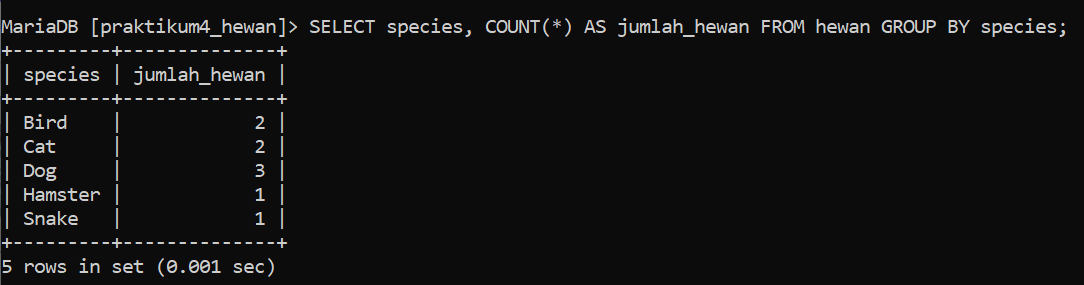 MariaDB [praktikum4_hewan]> SELECT species, COUNT(*) AS jumlah_hewan FROM hewan GROUP BY species;
+---------+--------------+
| species | jumlah_hewan |
+---------+--------------+
| Bird    |            2 |
| Cat     |            2 |
| Dog     |            3 |
| Hamster |            1 |
| Snake   |            1 |
+---------+--------------+
5 rows in set (0.001 sec)